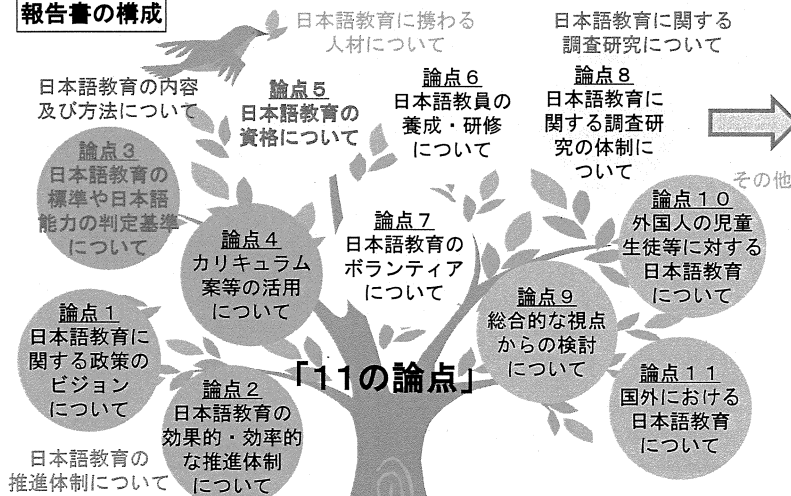 報告書の構成
日本語教育に携わる
人材について
日本語教育に関する
調査研究について
日本語教育の内容
及び方法について
論点５
日本語教育の
資格について
論点６
日本語教員の
養成・研修
について
論点８
日本語教育に
関する調査研
究の体制に
ついて
論点３
日本語教育の
標準や日本語
能力の判定基準
について
論点４
カリキュラム
案等の活用
について
論点７
日本語教育の
ボランティア
について
その他
論点１０
外国人の児童
生徒等に対する
日本語教育
について
論点１
日本語教育に
関する政策の
ビジョン
について
論点２
日本語教育の
効果的・効率的
な推進体制
について
「11の論点」
論点９
総合的な視点
からの検討
について
論点１１
国外における
日本語教育
について
日本語教育の
推進体制について